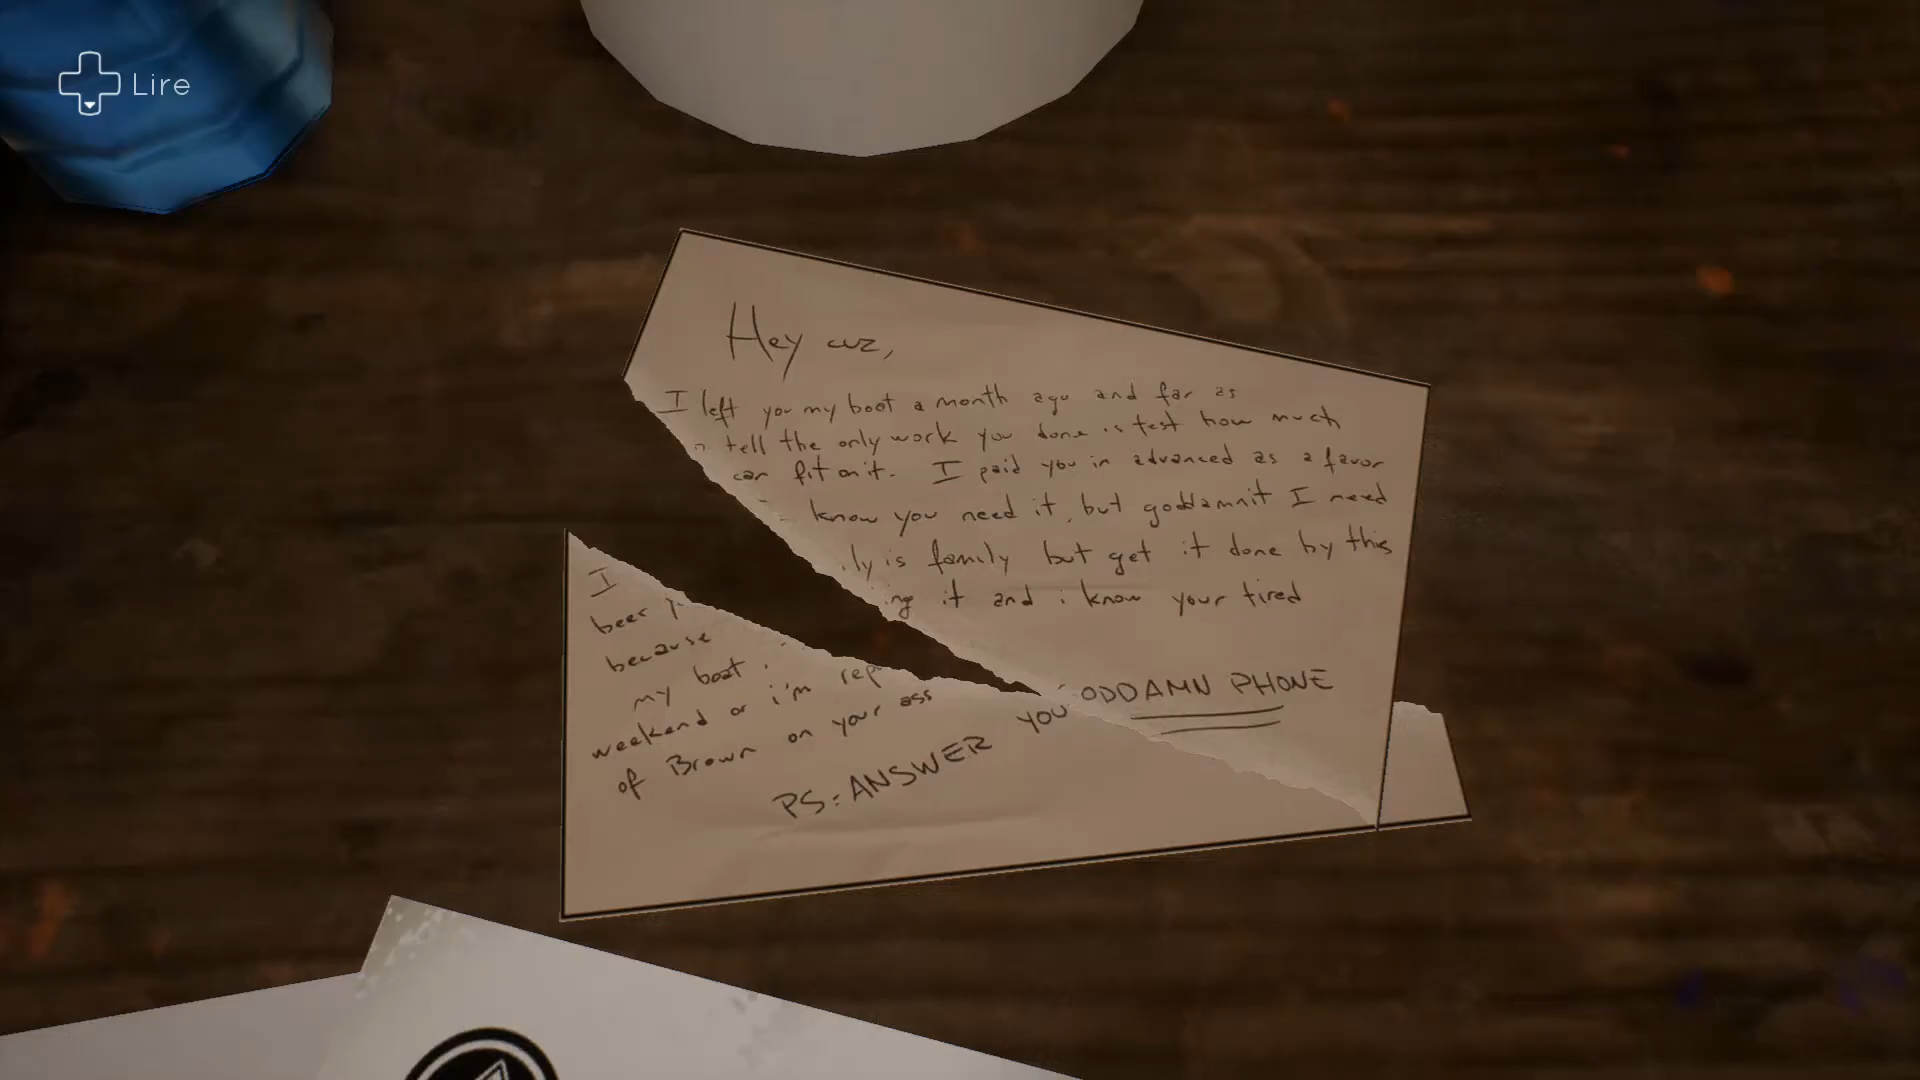 Lire
Hey cuz,
I left you my boat a month ago and far as
tell the only work you done is test how much
can fit on it. I paid you in advanced as a favor
know you need it, but goddamnit I need
ly is family but get it done by this
ng it and i know your tired
I
beer
because
my boat
weekend or i'm rep
of Brown on your ass
PS: ANSWER YOU ODDAMN PHONE